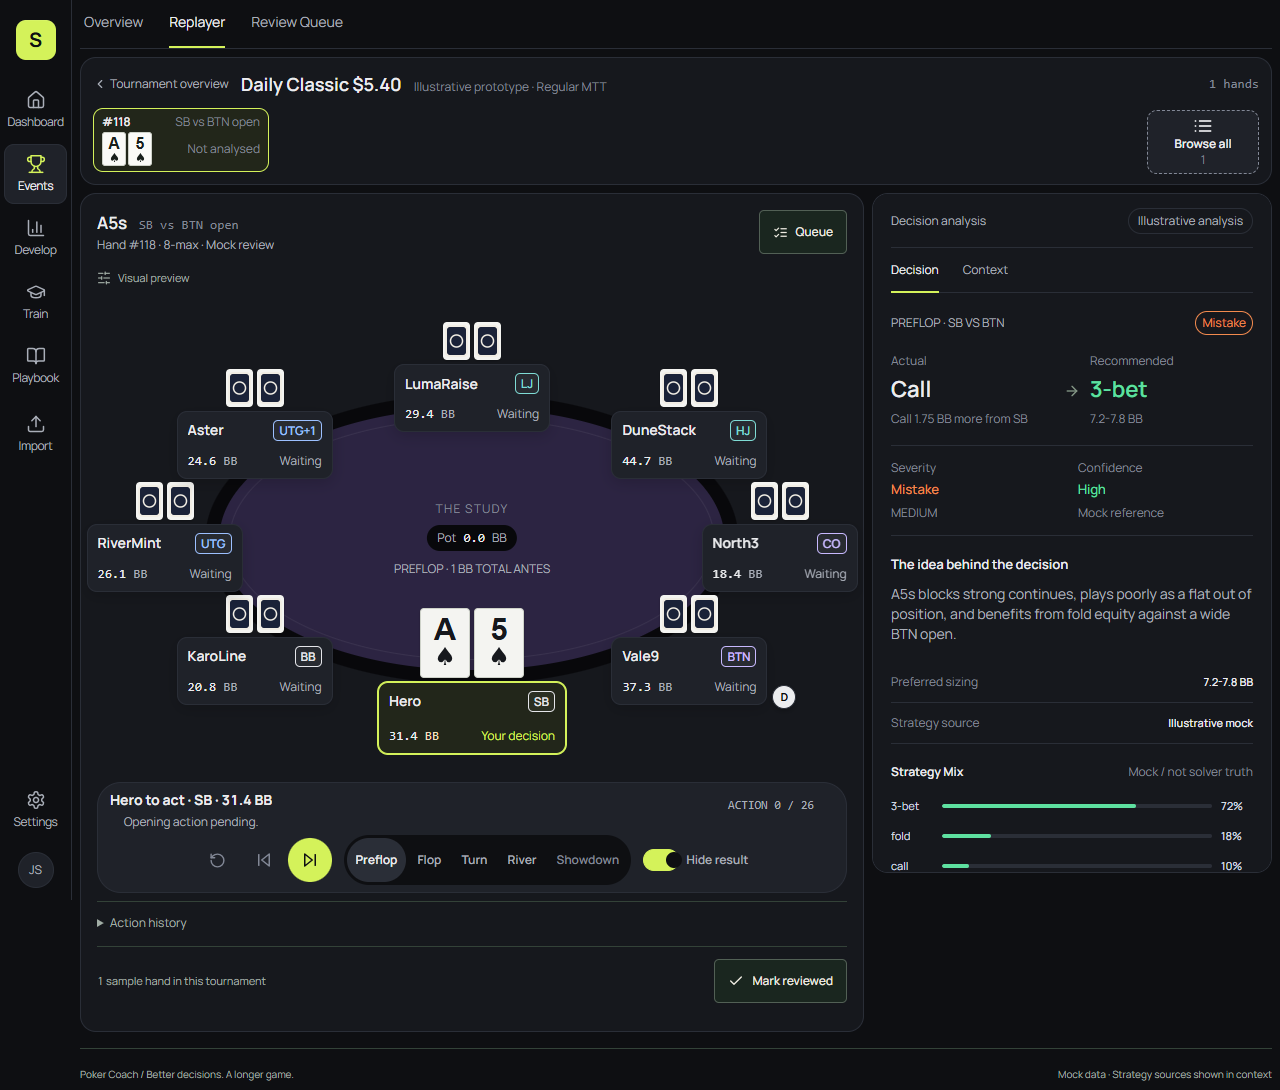 S
Overview
Replayer
Review Queue
Dashboard
Events
Develop
Train
Playbook
Import
Settings
JS
Tournament overview
Daily Classic $5.40
Illustrative prototype · Regular MTT
1 hands
#118
SB vs BTN open
A 5
Not analysed
Browse all
1
A5s
SB vs BTN open
Hand #118 · 8-max · Mock review
Queue
Visual preview
LumaRaise
LJ
29.4 BB
Waiting
Aster
UTG+1
24.6 BB
Waiting
DuneStack
HJ
44.7 BB
Waiting
RiverMint
UTG
26.1 BB
Waiting
THE STUDY
Pot 0.0 BB
PREFLOP · 1 BB TOTAL ANTES
North3
CO
18.4 BB
Waiting
KaroLine
BB
20.8 BB
Waiting
A 5
Vale9
BTN
37.3 BB
Waiting
D
Hero
SB
31.4 BB
Your decision
Hero to act · SB · 31.4 BB
Opening action pending.
ACTION 0 / 26
Preflop
Flop
Turn
River
Showdown
Hide result
Action history
1 sample hand in this tournament
Mark reviewed
Decision analysis
Illustrative analysis
Decision
Context
PREFLOP · SB VS BTN
Mistake
Actual
Recommended
Call
3-bet
Call 1.75 BB more from SB
7.2-7.8 BB
Severity
Confidence
Mistake
High
MEDIUM
Mock reference
The idea behind the decision
A5s blocks strong continues, plays poorly as a flat out of
position, and benefits from fold equity against a wide
BTN open.
Preferred sizing
7.2-7.8 BB
Strategy source
Illustrative mock
Strategy Mix
Mock / not solver truth
3-bet
72%
fold
18%
call
10%
Poker Coach / Better decisions. A longer game.
Mock data · Strategy sources shown in context